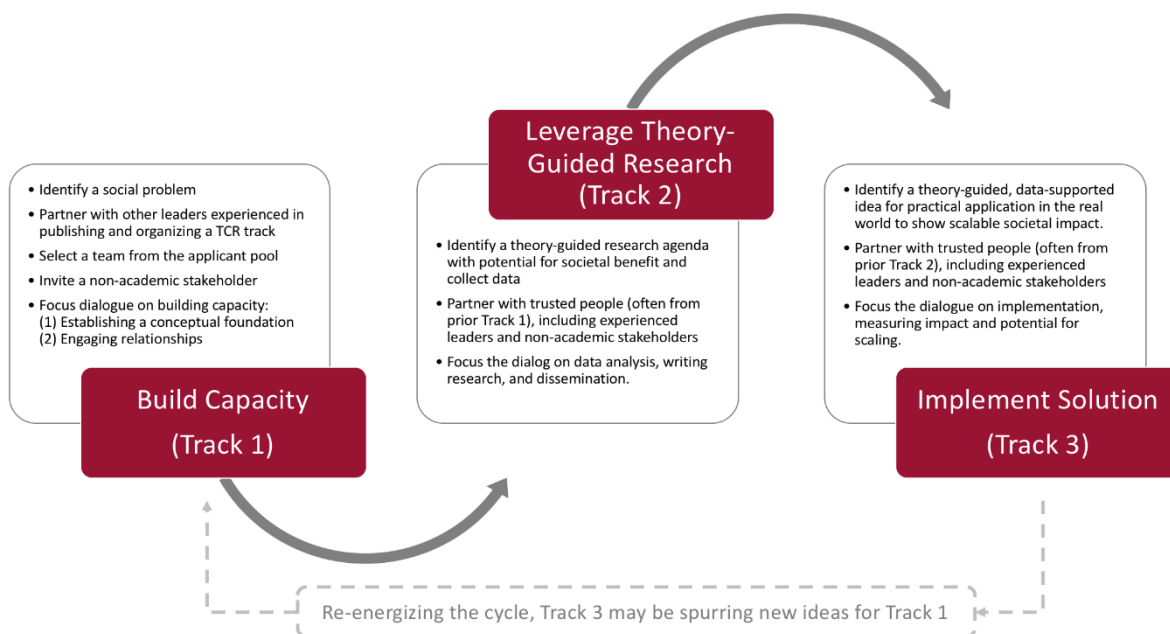 • Identify a social problem
• Partner with other leaders experienced in
publishing and organizing a TCR track
• Select a team from the applicant pool
• Invite a non-academic stakeholder
• Focus dialogue on building capacity:
(1) Establishing a conceptual foundation
(2) Engaging relationships
Build Capacity
(Track 1)
Leverage Theory-
Guided Research
(Track 2)
• Identify a theory-guided research agenda
with potential for societal benefit and
collect data
• Partner with trusted people (often from
prior Track 1), including experienced
leaders and non-academic stakeholders
• Focus the dialog on data analysis, writing
research, and dissemination.
• Identify a theory-guided, data-supported
idea for practical application in the real
world to show scalable societal impact.
• Partner with trusted people (often from
prior Track 2), including experienced
leaders and non-academic stakeholders
• Focus the dialogue on implementation,
measuring impact and potential for
scaling.
Implement Solution
(Track 3)
Re-energizing the cycle, Track 3 may be spurring new ideas for Track 1